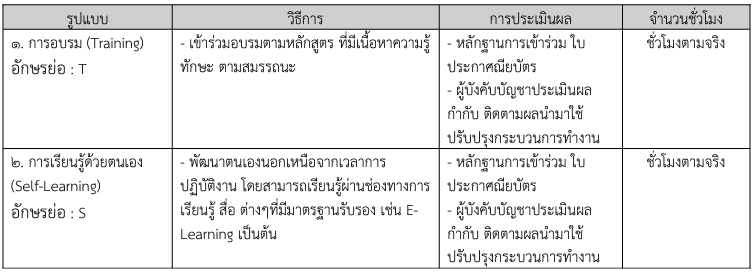 รูปแบบ วิธีการ การประเมินผล จำนวนชั่วโมง
๑. การอบรม (Training)
อักษรย่อ : T
- เข้าร่วมอบรมตามหลักสูตร ที่มีเนื้อหาความรู้
ทักษะ ตามสมรรถนะ
- หลักฐานการเข้าร่วม ใบ
ประกาศณียบัตร
- ผู้บังคับบัญชาประเมินผล
กำกับ ติดตามผลนำมาใช้
ปรับปรุงกระบวนการทำงาน
ชั่วโมงตามจริง
๒. การเรียนรู้ด้วยตนเอง
(Self-Learning)
อักษรย่อ : S
- พัฒนาตนเองนอกเหนือจากเวลาการ
ปฏิบัติงาน โดยสามารถเรียนรู้ผ่านช่องทางการ
เรียนรู้ สื่อ ต่างๆที่มีมาตรฐานรับรอง เช่น E-
Learning เป็นต้น
- หลักฐานการเข้าร่วม ใบ
ประกาศณียบัตร
- ผู้บังคับบัญชาประเมินผล
กำกับ ติดตามผลนำมาใช้
ปรับปรุงกระบวนการทำงาน
ชั่วโมงตามจริง